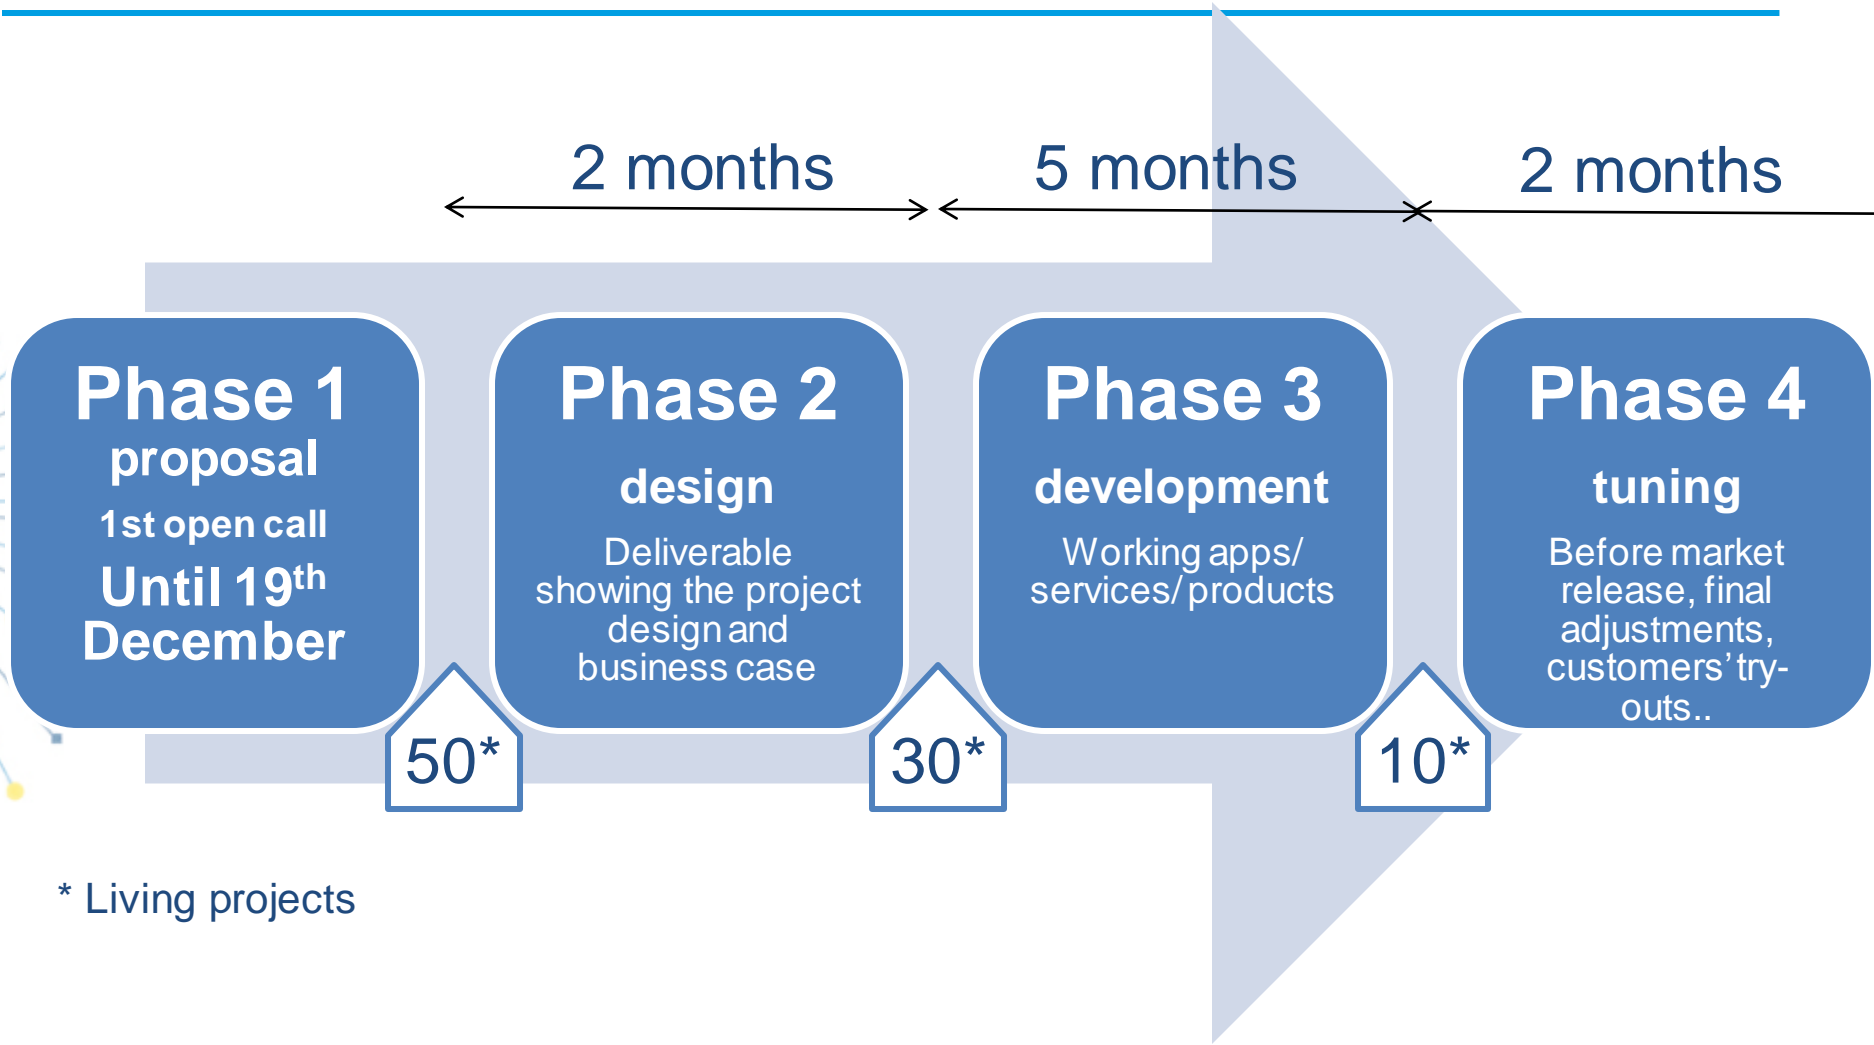 2 months
5 months
2 months
Phase 1
proposal
1st open call
Until 19th
December
Phase 2
design
Deliverable
showing the project
design and
business case
Phase 3
development
Working apps/
services/products
Phase 4
tuning
Before market
release, final
adjustments,
customers’ try-
outs..
50*
30*
10*
* Living projects